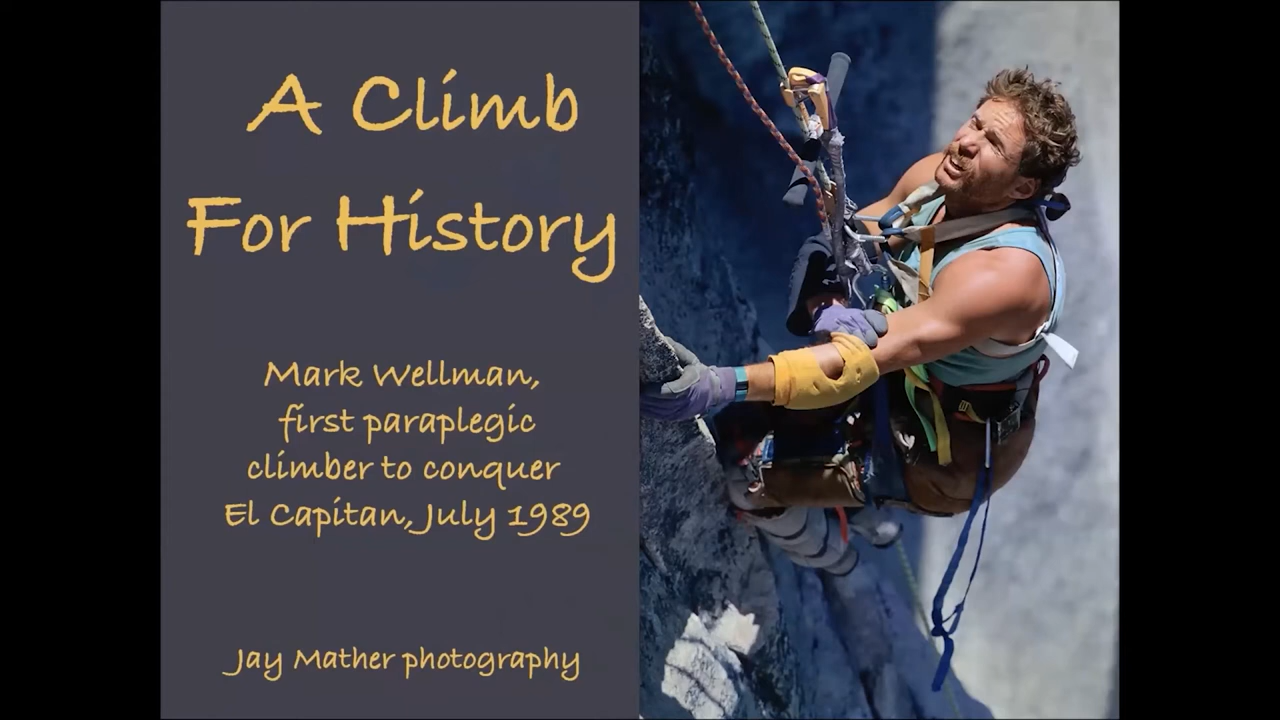 A Climb
For History
Mark Wellman,
first paraplegic
climber to conquer
El Capitan, July 1989
Jay Mather photography